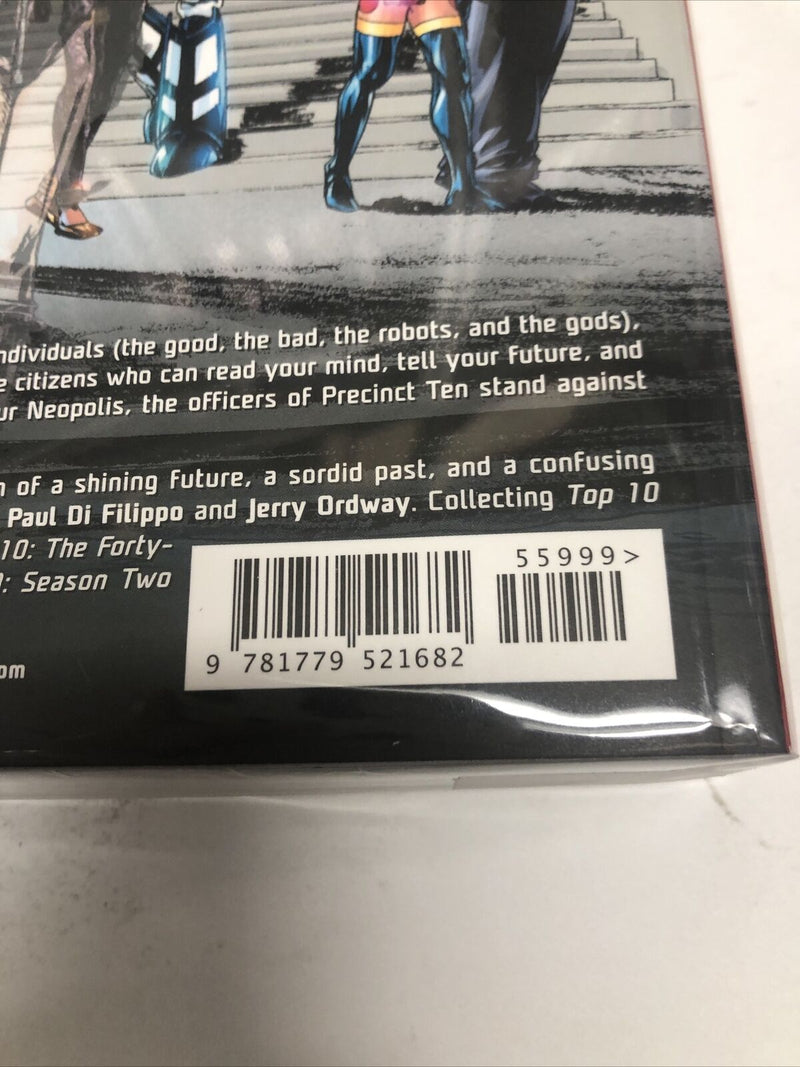 (the good, the bad, the robots, and the gods),
citizens who can read your mind, tell your future, and
Neopolis, the officers of Precinct Ten stand against
of a shining future, a sordid past, and a confusing
Paul Di Filippo and Jerry Ordway. Collecting Top 10
10: The Forty-
: Season Two
55999>
9 781779 521682
om